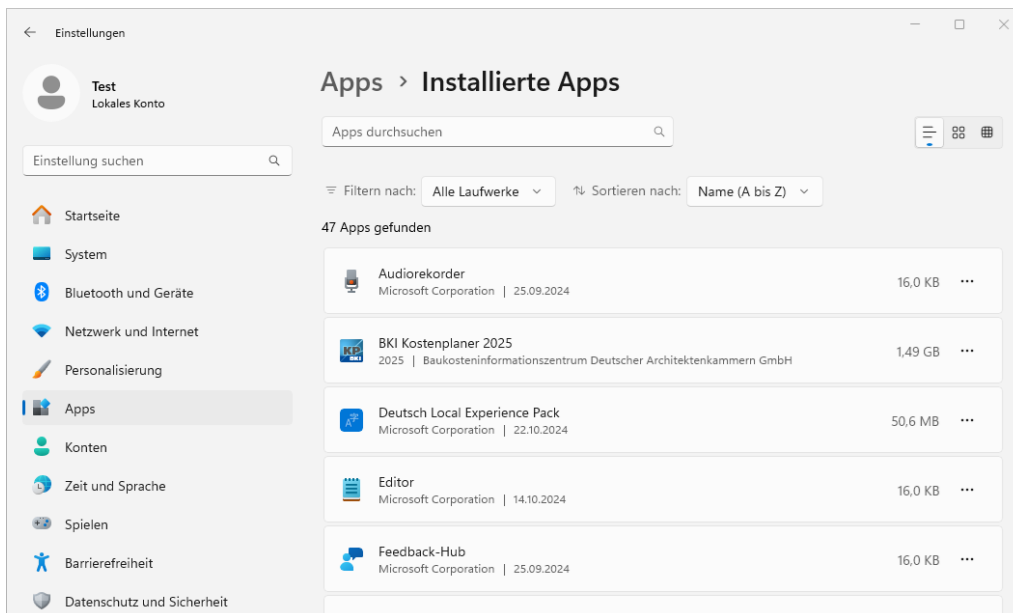 Einstellungen
Test
Lokales Konto
Einstellung suchen
Startseite
System
Bluetooth und Geräte
Netzwerk und Internet
Personalisierung
Apps
Konten
Zeit und Sprache
Spielen
Barrierefreiheit
Datenschutz und Sicherheit
Apps > Installierte Apps
Apps durchsuchen
Filtern nach: Alle Laufwerke Sortieren nach: Name (A bis Z)
47 Apps gefunden
Audiorekorder
Microsoft Corporation | 25.09.2024
16,0 KB
KP
BKI
BKI Kostenplaner 2025
2025 | Baukosteninformationszentrum Deutscher Architektenkammern GmbH
1,49 GB
Deutsch Local Experience Pack
Microsoft Corporation | 22.10.2024
50,6 MB
Editor
Microsoft Corporation | 14.10.2024
16,0 KB
Feedback-Hub
Microsoft Corporation | 25.09.2024
16,0 KB